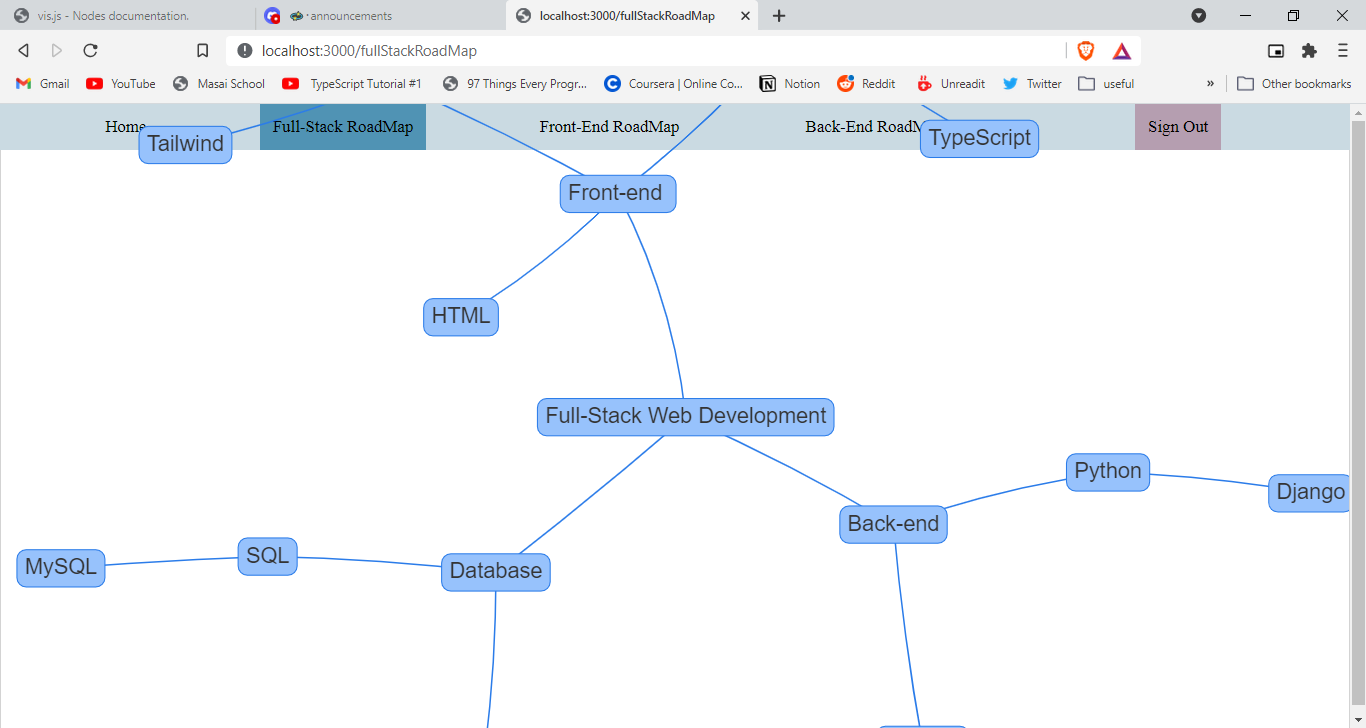 vis.js - Nodes documentation.
announcements
localhost:3000/fullStackRoadMap
localhost:3000/fullStackRoadMap
Gmail
YouTube
Masai School
TypeScript Tutorial #1
97 Things Every Progr...
Coursera | Online Co...
Notion
Reddit
Unreadit
Twitter
useful
»
Other bookmarks
Home
Full-Stack RoadMap
Front-End RoadMap
Back-End RoadM
Sign Out
Tailwind
TypeScript
Front-end
HTML
Full-Stack Web Development
Python
Django
Back-end
MySQL
SQL
Database